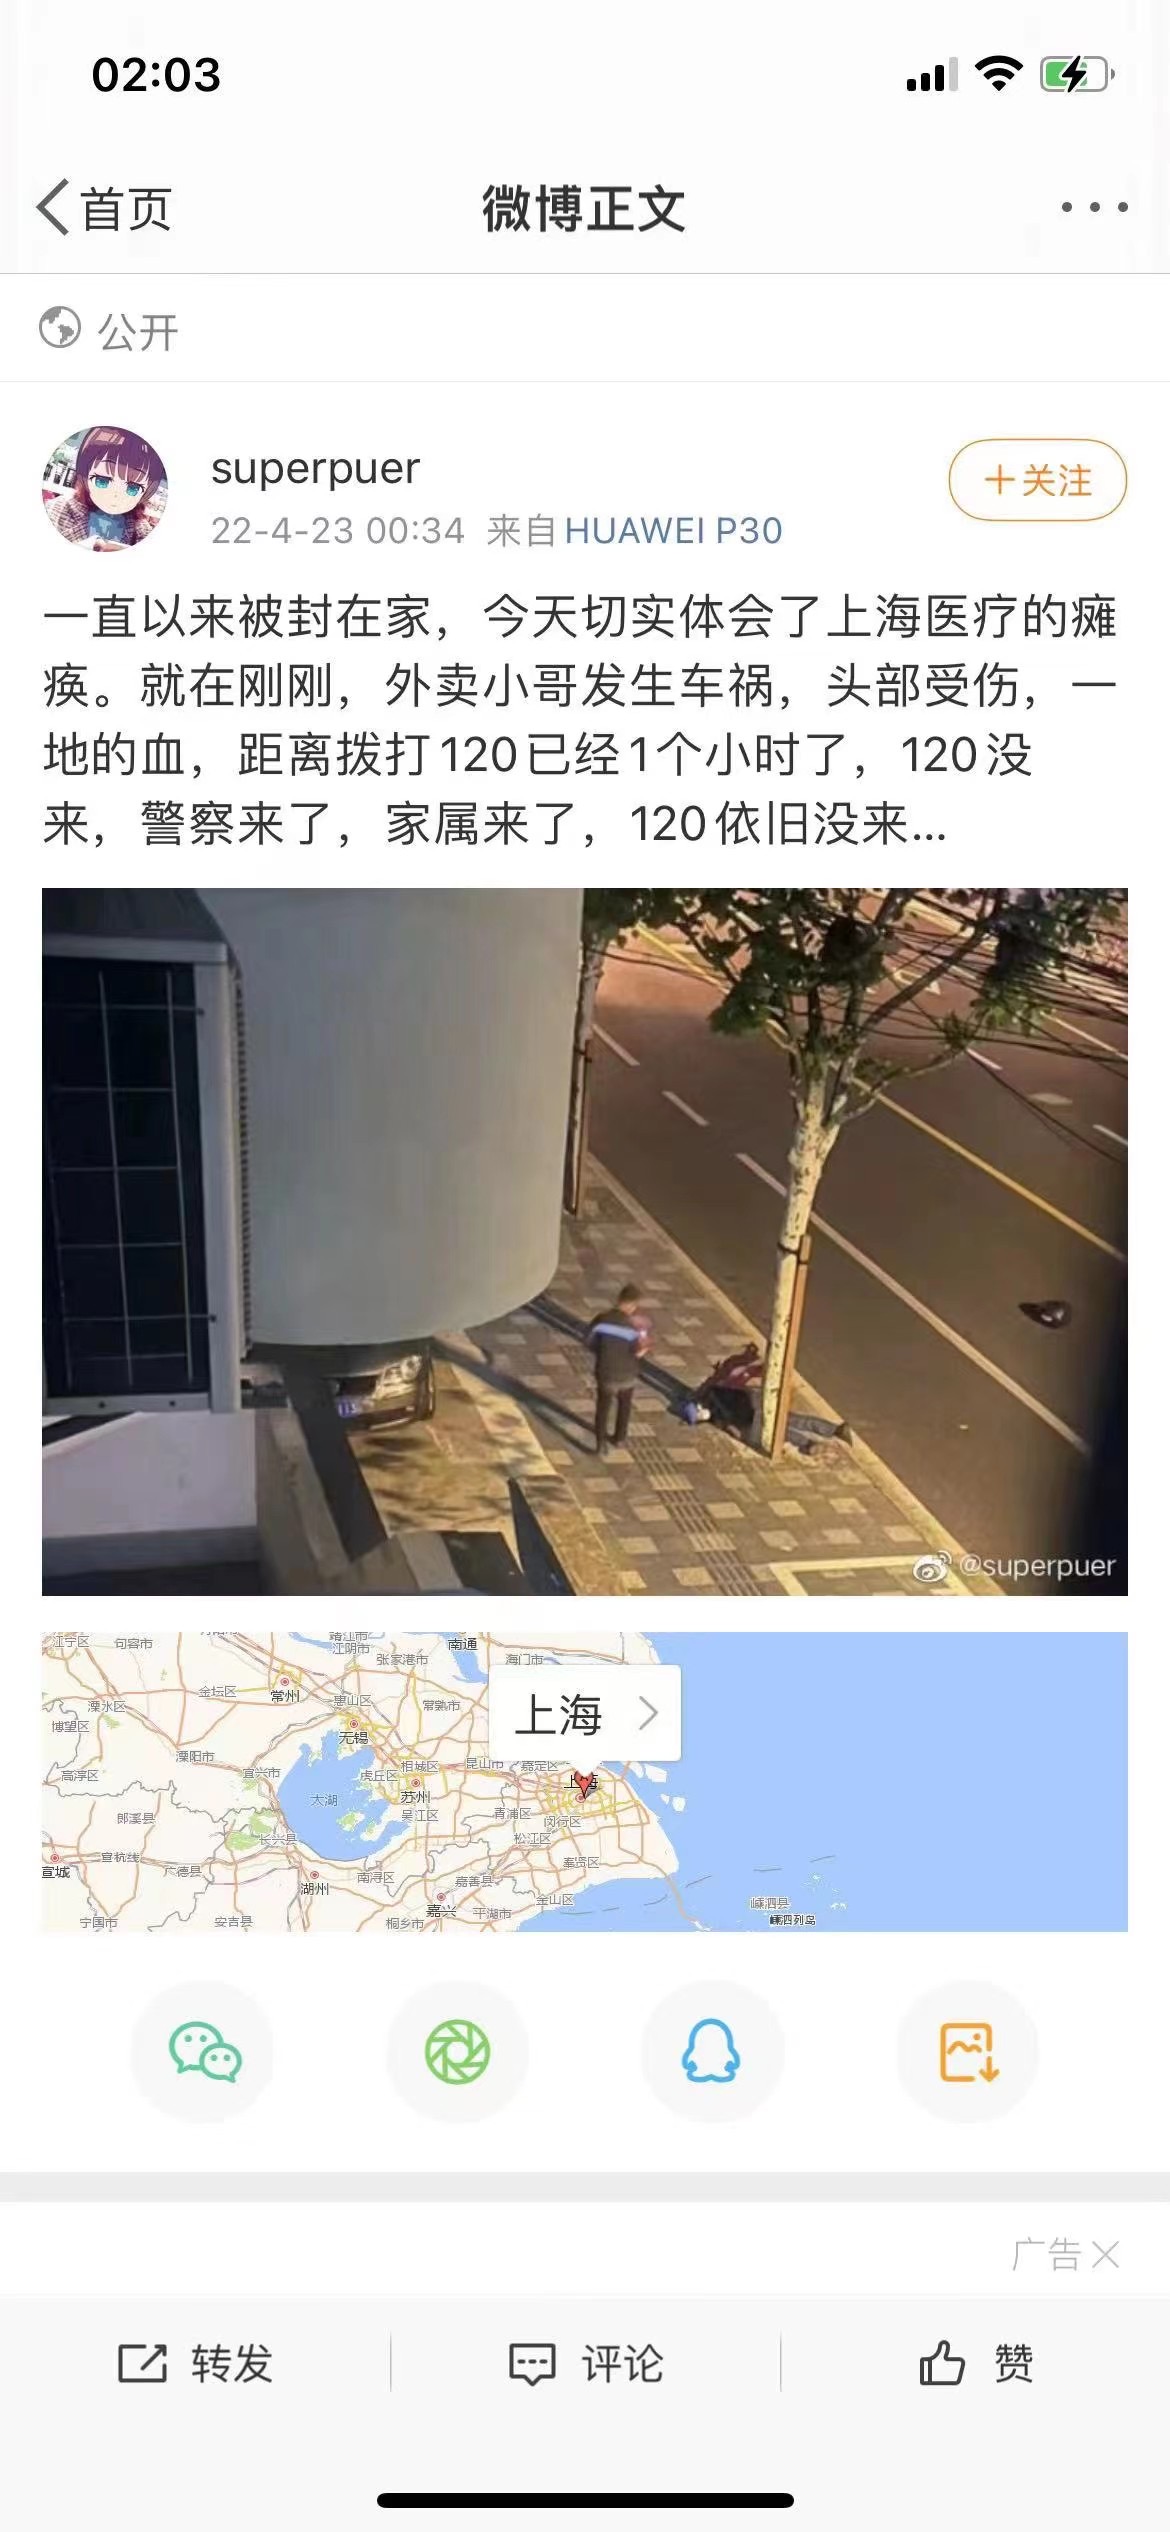 02:03
首页
微博正文
公开
superpuer
+关注
22-4-23 00:34 来自HUAWEI P30
一直以来被封在家，今天切实体会了上海医疗的瘫
痪。就在刚刚，外卖小哥发生车祸，头部受伤，一
地的血，距离拨打120已经1个小时了，120没
来，警察来了，家属来了，120依旧没来...
@superpuer
江宁区
句容市
靖江市
江阴市
南通
张家港市
海门市
金坛区
常州
惠山区
常熟市
溧水区
博望区
无锡
上海
溧阳市
宜兴市
虎丘区
相城区
昆山市
嘉定区
高淳区
太湖
苏州
吴江区
青浦区
上海
闵行区
郎溪县
长兴县
松江区
宣杭线
宣城
广德县
湖州
南浔区
嘉善县
奉贤区
金山区
宁国市
安吉县
桐乡市
嘉兴
平湖市
嵊泗县
嵊泗列岛
广告
转发
评论
赞